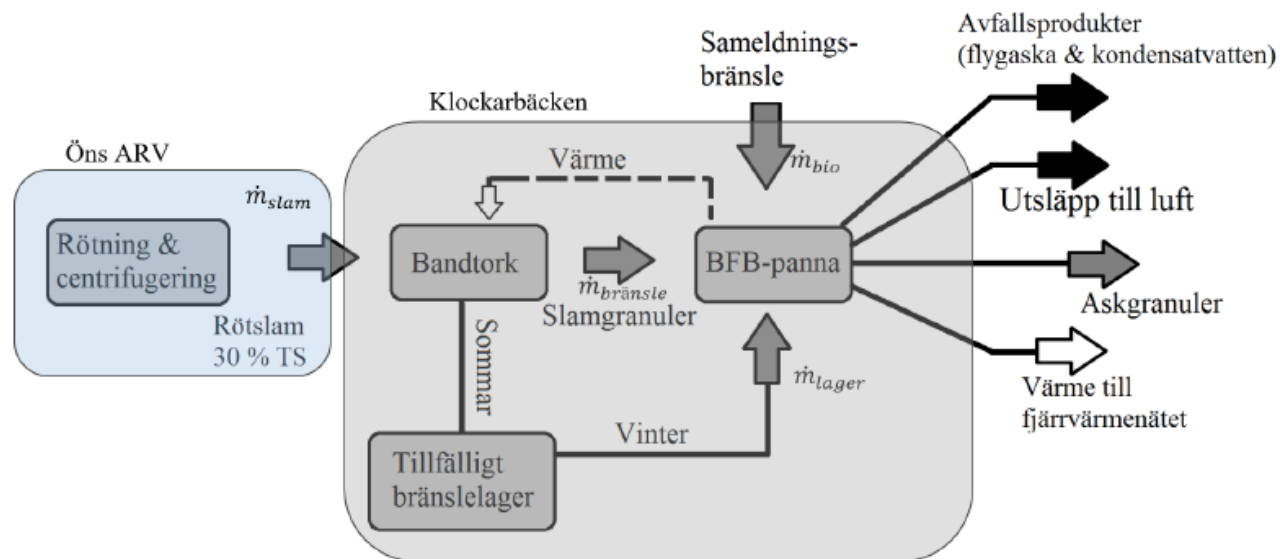 Avfallsprodukter
(flygaska & kondensatvatten)
Sameldnings-
bränsle
Klockarbäcken
Öns ARV
Värme
ṁbio
ṁslam
Utsläpp till luft
Rötning &
centrifugering
Bandtork
BFB-panna
ṁbränsle
Slamgranuler
Askgranuler
Rötslam
30 % TS
Sommar
ṁlager
Värme till
fjärrvärmenätet
Vinter
Tillfälligt
bränslelager